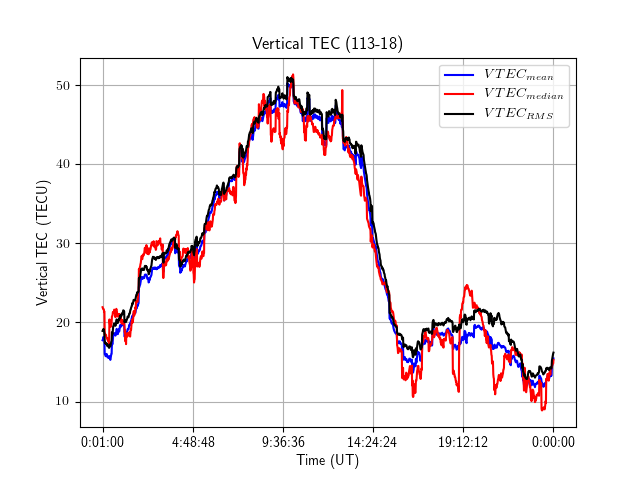 Vertical TEC (113-18)
VTEC_mean
VTEC_median
VTEC_RMS
Vertical TEC (TECU)
50
40
30
20
10
0:01:00 4:48:48 9:36:36 14:24:24 19:12:12 0:00:00
Time (UT)